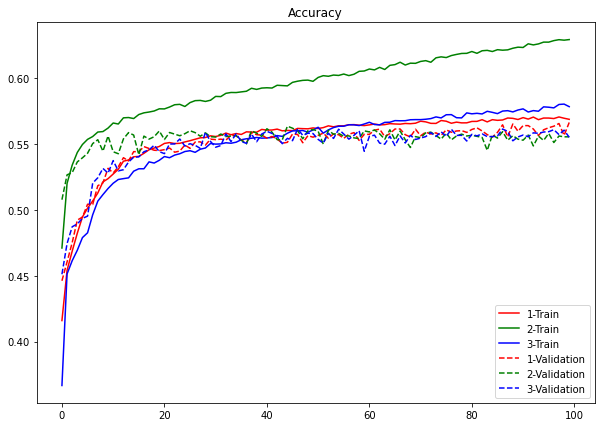 Accuracy
0.60
0.55
0.50
0.45
0.40
0
20
40
60
80
100
1-Train
2-Train
3-Train
1-Validation
2-Validation
3-Validation